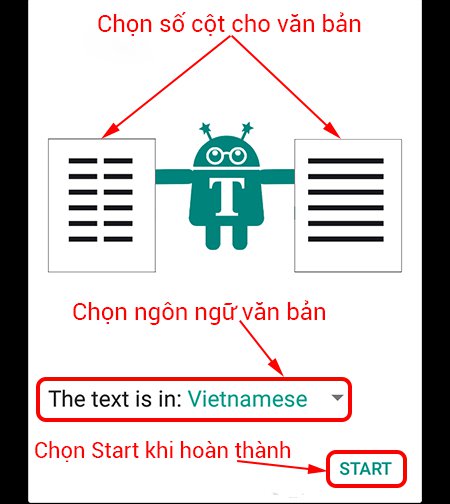 Chọn số cột cho văn bản
T
Chọn ngôn ngữ văn bản
The text is in: Vietnamese
Chọn Start khi hoàn thành
START